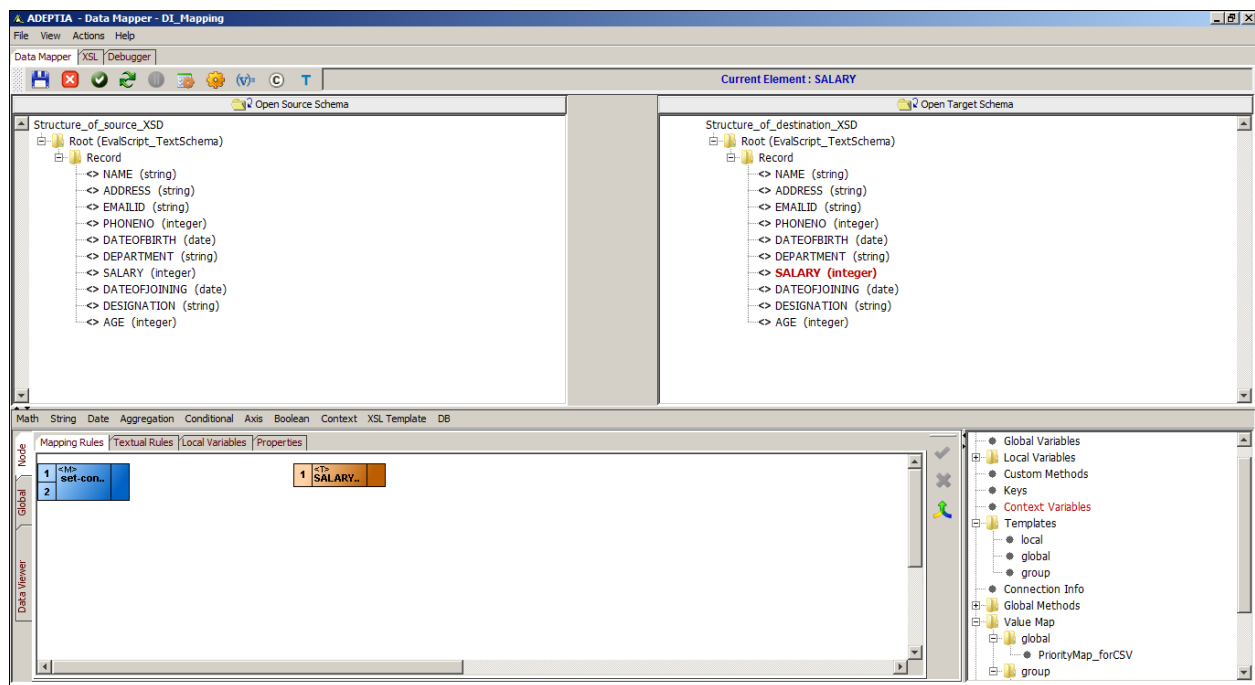 ADEPTIA - Data Mapper - DI_Mapping
File View Actions Help
Data Mapper XSL Debugger
(v)= C T Current Element : SALARY
Open Source Schema
Structure_of_source_XSD
Root (EvalScript_TextSchema)
Record
<> NAME (string)
<> ADDRESS (string)
<> EMAILID (string)
<> PHONENO (integer)
<> DATEOFBIRTH (date)
<> DEPARTMENT (string)
<> SALARY (integer)
<> DATEOFJOINING (date)
<> DESIGNATION (string)
<> AGE (integer)
Open Target Schema
Structure_of_destination_XSD
Root (EvalScript_TextSchema)
Record
<> NAME (string)
<> ADDRESS (string)
<> EMAILID (string)
<> PHONENO (integer)
<> DATEOFBIRTH (date)
<> DEPARTMENT (string)
<> SALARY (integer)
<> DATEOFJOINING (date)
<> DESIGNATION (string)
<> AGE (integer)
Math String Date Aggregation Conditional Axis Boolean Context XSL Template DB
Node
Global
Data Viewer
Mapping Rules Textual Rules Local Variables Properties
<M>
1 set-con..
2
<T>
1 SALARY..
Global Variables
Local Variables
Custom Methods
Keys
Context Variables
Templates
local
global
group
Connection Info
Global Methods
Value Map
global
PriorityMap_forCSV
group